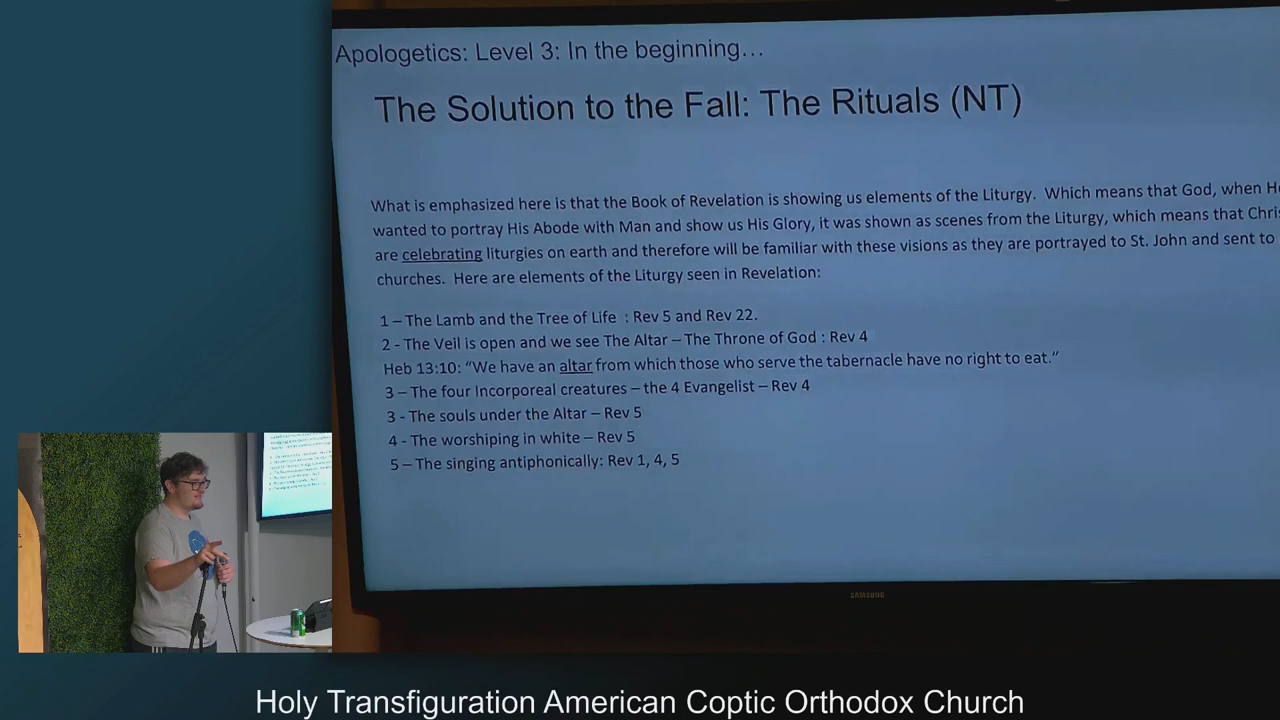 Apologetics: Level 3: In the beginning...
The Solution to the Fall: The Rituals (NT)
What is emphasized here is that the Book of Revelation is showing us elements of the Liturgy. Which means that God, when He
wanted to portray His Abode with Man and show us His Glory, it was shown as scenes from the Liturgy, which means that Chris
are celebrating liturgies on earth and therefore will be familiar with these visions as they are portrayed to St. John and sent to
churches. Here are elements of the Liturgy seen in Revelation:
1 – The Lamb and the Tree of Life : Rev 5 and Rev 22.
2 - The Veil is open and we see The Altar – The Throne of God : Rev 4
Heb 13:10: “We have an altar from which those who serve the tabernacle have no right to eat.”
3 – The four Incorporeal creatures – the 4 Evangelist – Rev 4
3 - The souls under the Altar – Rev 5
4 - The worshiping in white – Rev 5
5 – The singing antiphonically: Rev 1, 4, 5
SAMSUNG
Holy Transfiguration American Coptic Orthodox Church